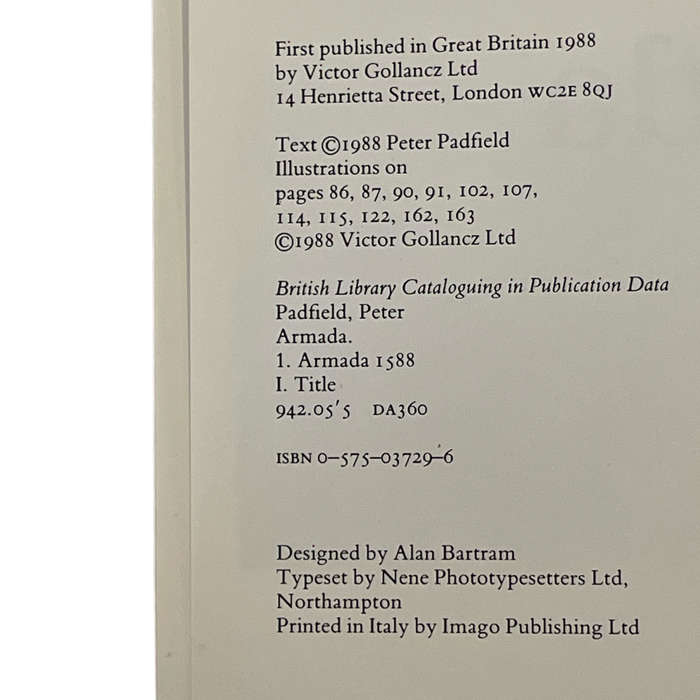 First published in Great Britain 1988
by Victor Gollancz Ltd
14 Henrietta Street, London WC2E 8QJ
Text ©1988 Peter Padfield
Illustrations on
pages 86, 87, 90, 91, 102, 107,
114, 115, 122, 162, 163
©1988 Victor Gollancz Ltd
British Library Cataloguing in Publication Data
Padfield, Peter
Armada.
1. Armada 1588
I. Title
942.05'5 DA360
ISBN 0–575–03729–6
Designed by Alan Bartram
Typeset by Nene Phototypesetters Ltd,
Northampton
Printed in Italy by Imago Publishing Ltd